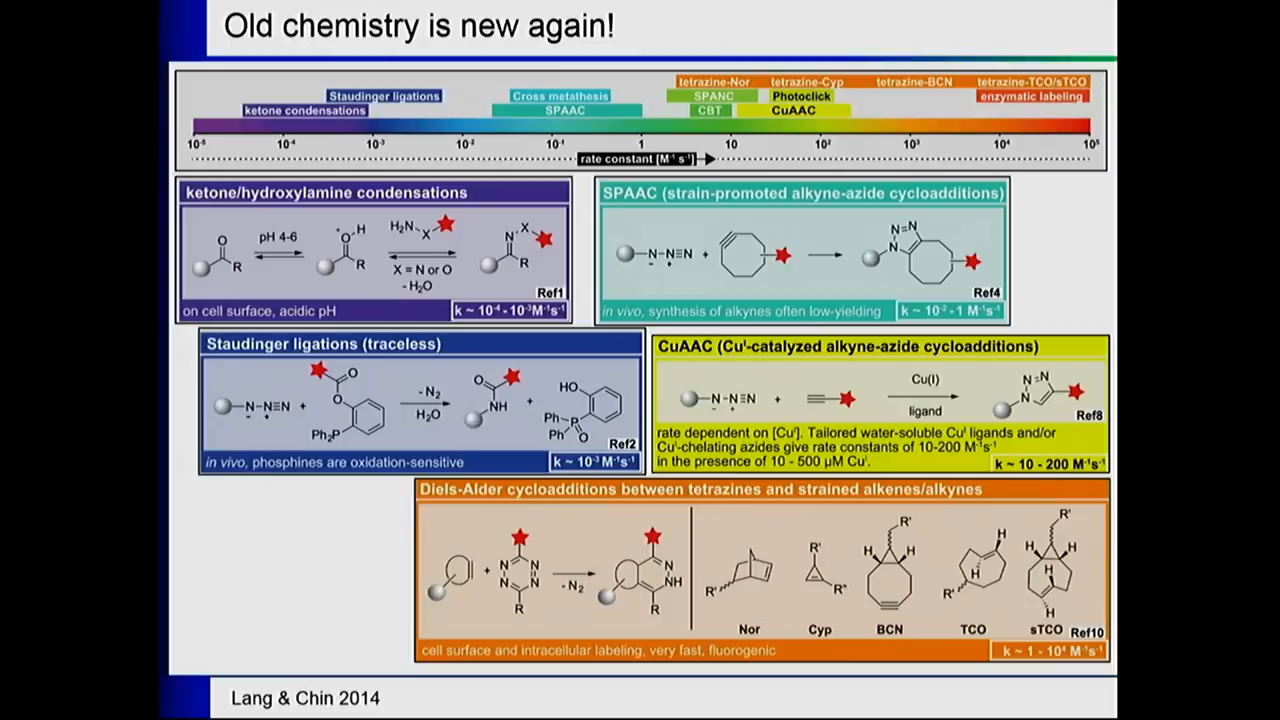 Old chemistry is new again!
tetrazine-Nor tetrazine-Cyp tetrazine-BCN tetrazine-TCO/sTCO
Staudinger ligations Cross metathesis SPANC Photoclick enzymatic labeling
ketone condensations SPAAC CBT CuAAC
10⁻⁵ 10⁻⁴ 10⁻³ 10⁻² 10⁻¹ 1 10 10² 10³ 10⁴ 10⁵
rate constant [M⁻¹ s⁻¹]
ketone/hydroxylamine condensations
O R
pH 4-6
H O R
H₂N X
X = N or O
- H₂O
N X R
Ref1
on cell surface, acidic pH
k ~ 10⁻⁴ - 10⁻³M⁻¹s⁻¹
SPAAC (strain-promoted alkyne-azide cycloadditions)
N-N≡N
- +
+
N N N
Ref4
in vivo, synthesis of alkynes often low-yielding
k ~ 10⁻² - 1 M⁻¹s⁻¹
Staudinger ligations (traceless)
N-N≡N
- +
+
O O Ph₂P
- N₂
H₂O
O NH
+
HO Ph Ph P O
Ref2
in vivo, phosphines are oxidation-sensitive
k ~ 10⁻³ M⁻¹s⁻¹
CuAAC (Cuᴵ-catalyzed alkyne-azide cycloadditions)
N-N≡N
- +
+
Cu(I)
ligand
N N N
Ref8
rate dependent on [Cuᴵ]. Tailored water-soluble Cuᴵ ligands and/or
Cuᴵ-chelating azides give rate constants of 10-200 M⁻¹s⁻¹
in the presence of 10 - 500 µM Cuᴵ.
k ~ 10 - 200 M⁻¹s⁻¹
Diels-Alder cycloadditions between tetrazines and strained alkenes/alkynes
+
N N N N R
- N₂
N NH R
R' R' R'' R' H H H H R' R' H H H H
Nor Cyp BCN TCO sTCO
Ref10
cell surface and intracellular labeling, very fast, fluorogenic
k ~ 1 - 10⁴ M⁻¹s⁻¹
Lang & Chin 2014